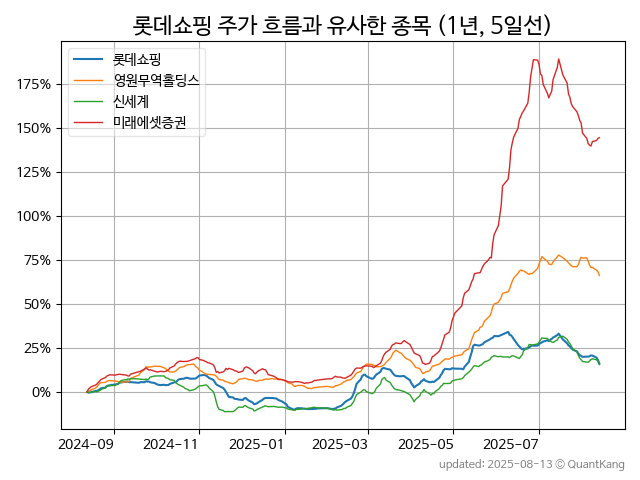 롯데쇼핑 주가 흐름과 유사한 종목 (1년, 5일선)
롯데쇼핑
영원무역홀딩스
신세계
미래에셋증권
175%
150%
125%
100%
75%
50%
25%
0%
2024-09 2024-11 2025-01 2025-03 2025-05 2025-07
updated: 2025-08-13 © QuantKang